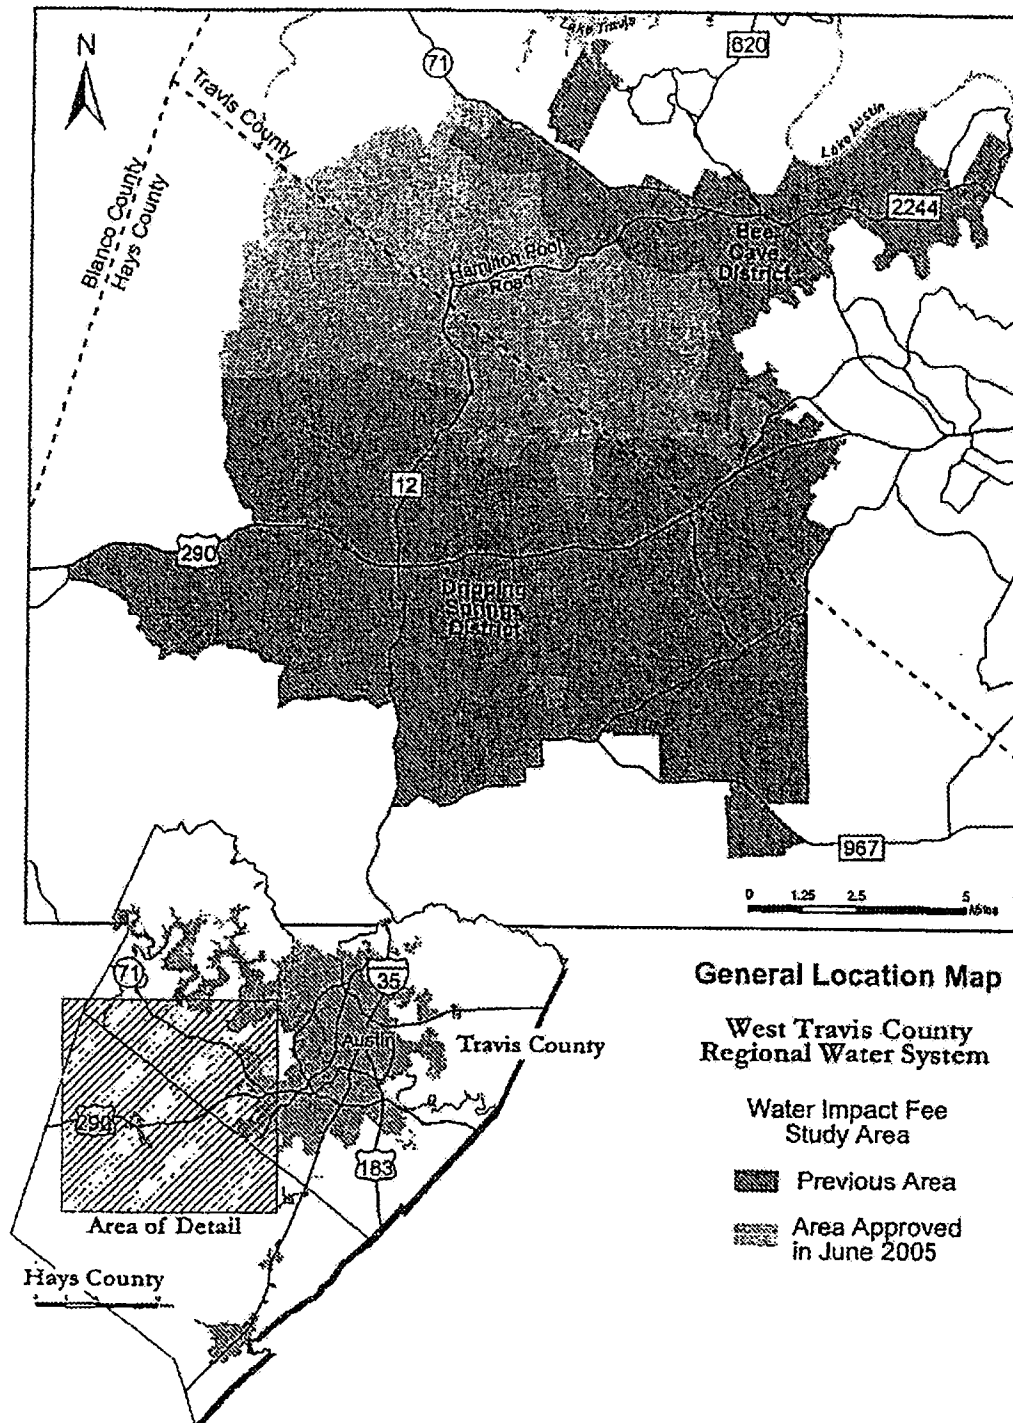 N
Lake Travis
71
620
Travis County
Lake Austin
Blanco County
Hays County
2244
Bee
Cave
District
Hamilton Pool
Road
12
290
Dripping
Springs
District
967
0 1.25 2.5 5
Miles
71
35
Austin
Travis County
290
183
Area of Detail
Hays County
General Location Map
West Travis County
Regional Water System
Water Impact Fee
Study Area
Previous Area
Area Approved
in June 2005